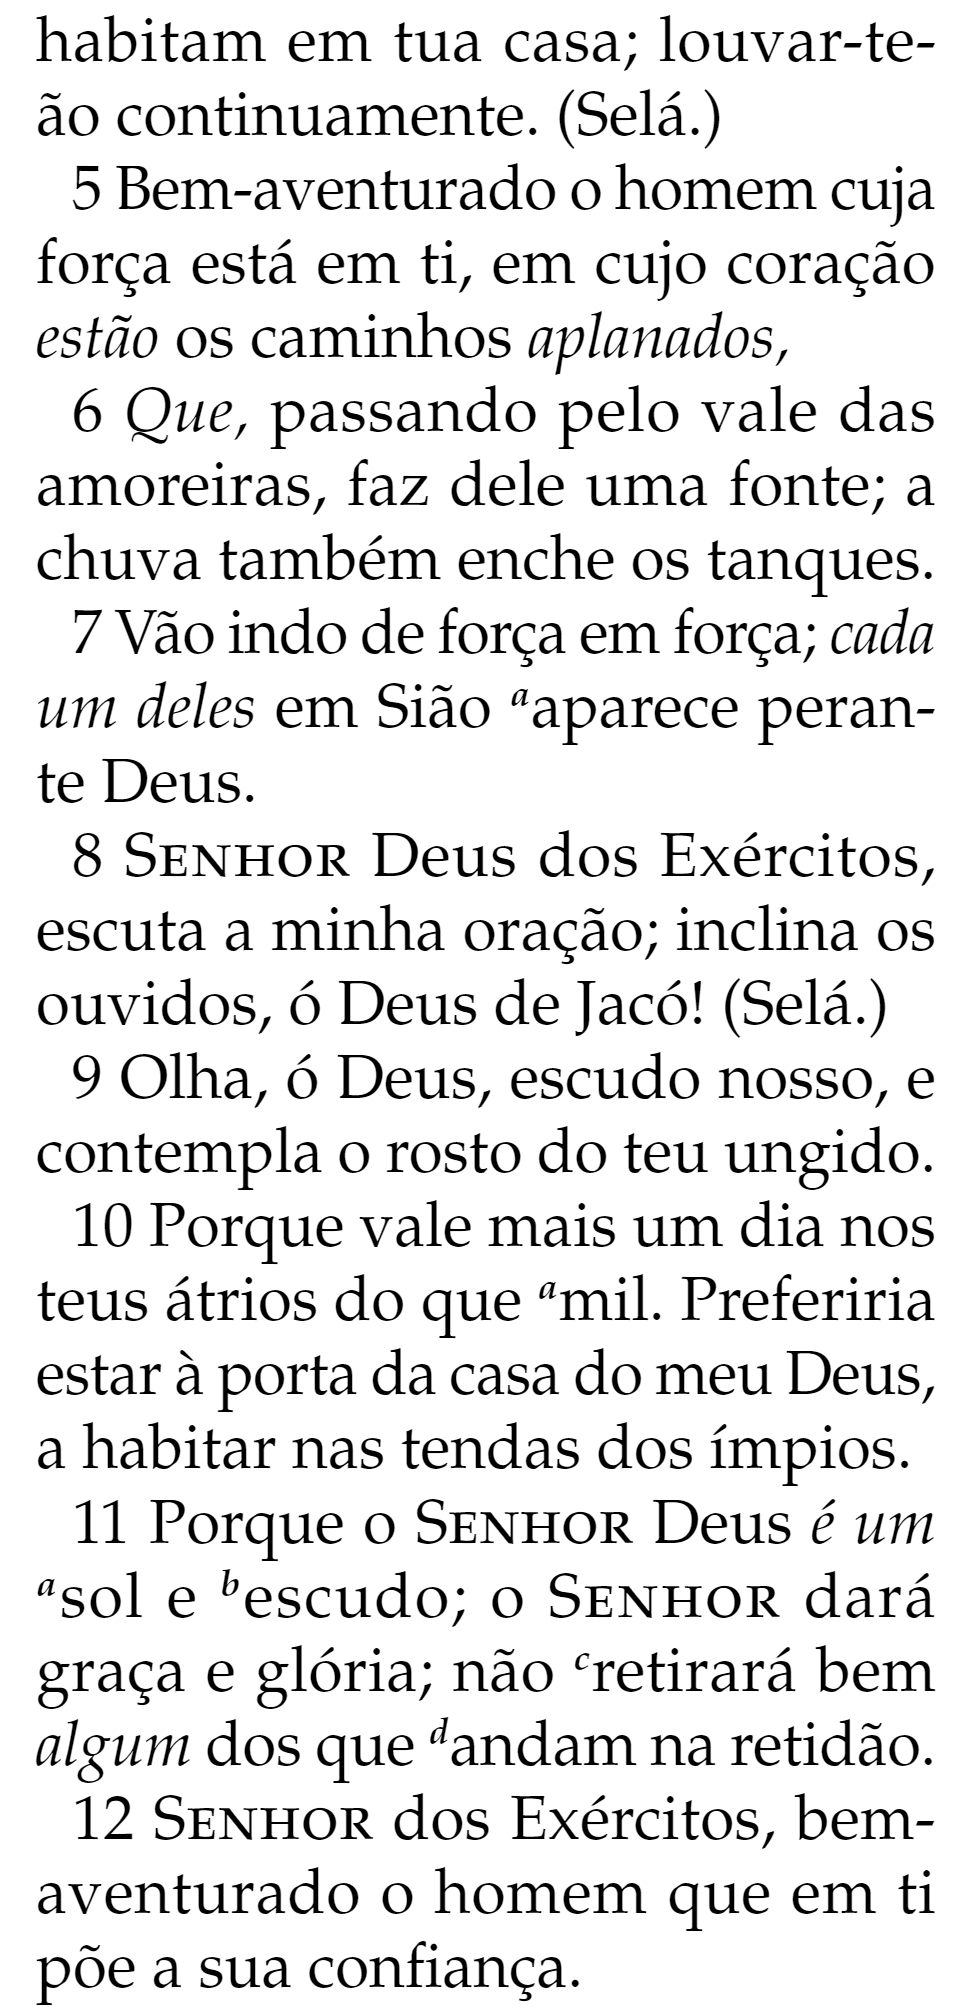 habitam em tua casa; louvar-te-
ão continuamente. (Selá.)
5 Bem-aventurado o homem cuja
força está em ti, em cujo coração
estão os caminhos aplanados,
6 Que, passando pelo vale das
amoreiras, faz dele uma fonte; a
chuva também enche os tanques.
7 Vão indo de força em força; cada
um deles em Sião aaparece peran-
te Deus.
8 SENHOR Deus dos Exércitos,
escuta a minha oração; inclina os
ouvidos, ó Deus de Jacó! (Selá.)
9 Olha, ó Deus, escudo nosso, e
contempla o rosto do teu ungido.
10 Porque vale mais um dia nos
teus átrios do que amil. Preferiria
estar à porta da casa do meu Deus,
a habitar nas tendas dos ímpios.
11 Porque o SENHOR Deus é um
asol e bescudo; o SENHOR dará
graça e glória; não cretirará bem
algum dos que dandam na retidão.
12 SENHOR dos Exércitos, bem-
aventurado o homem que em ti
põe a sua confiança.